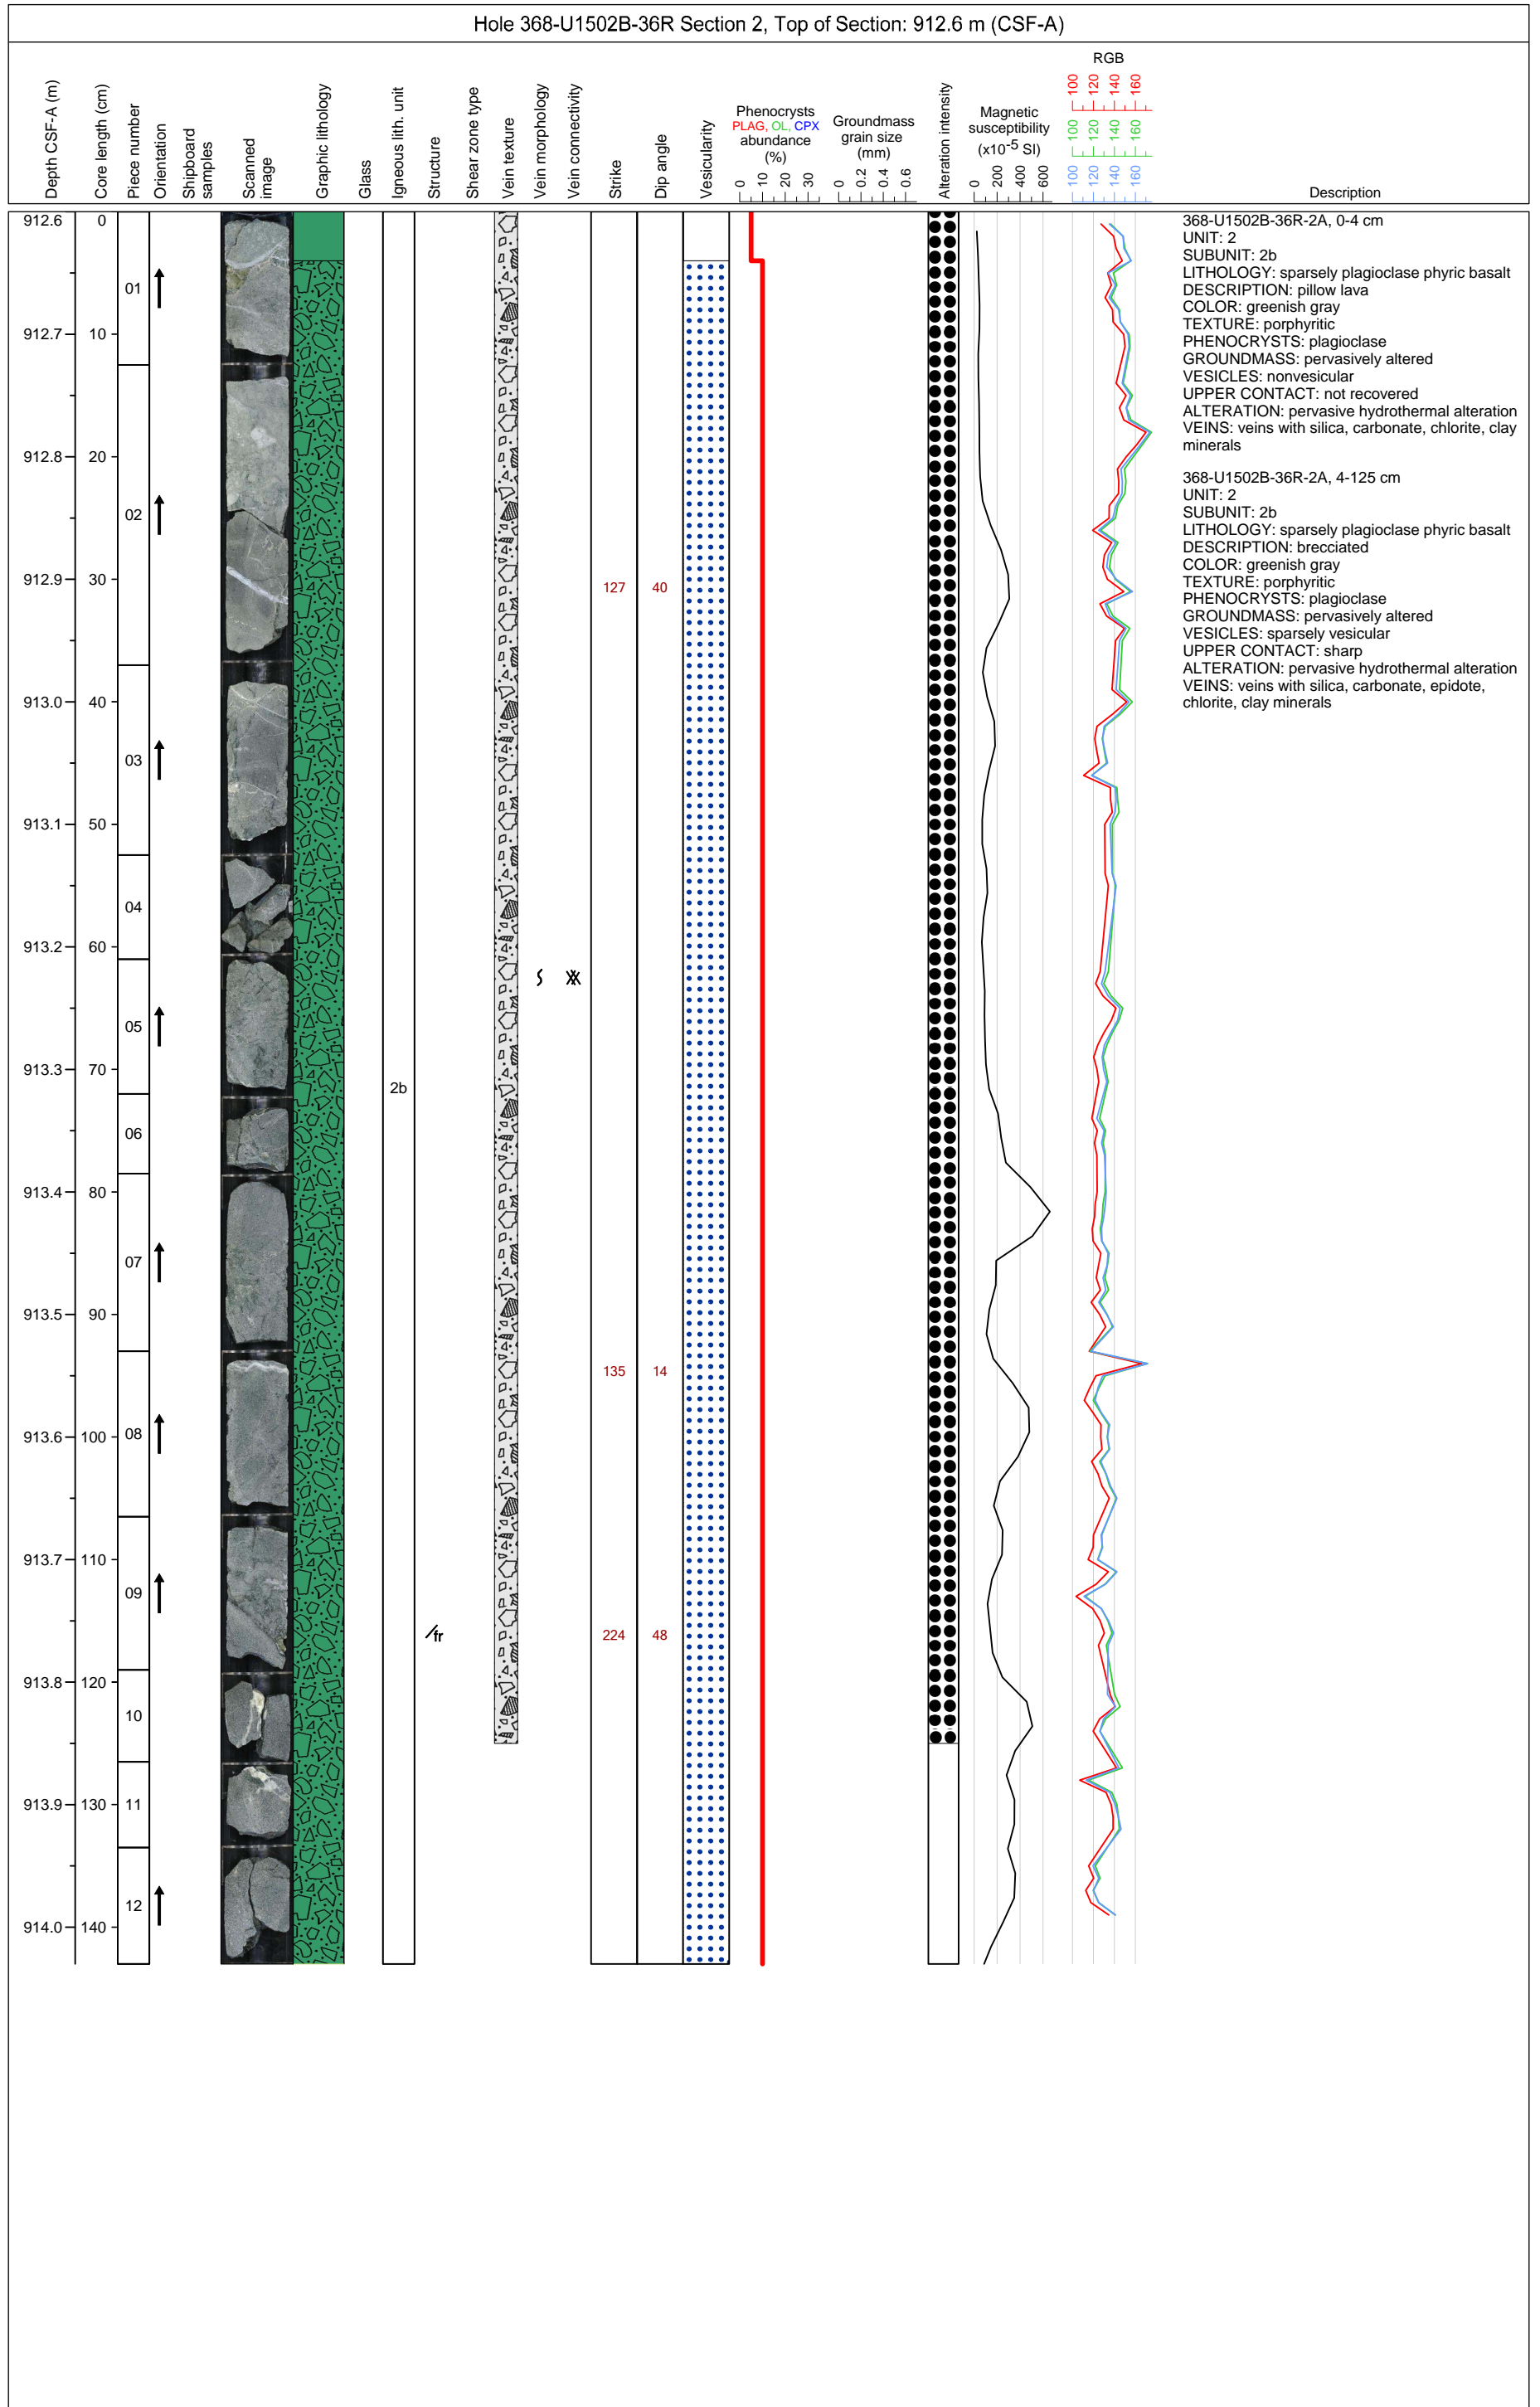 Hole 368-U1502B-36R Section 2, Top of Section: 912.6 m (CSF-A)
Depth CSF-A (m)
Core length (cm)
Piece number
Orientation
Shipboard
samples
Scanned
image
Graphic lithology
Glass
Igneous lith. unit
Structure
Shear zone type
Vein texture
Vein morphology
Vein connectivity
Strike
Dip angle
Vesicularity
Phenocrysts
PLAG, OL, CPX
abundance
(%)
0 10 20 30
Groundmass
grain size
(mm)
0 0.2 0.4 0.6
Alteration intensity
Magnetic
susceptibility
(x10-5 SI)
0 200 400 600
RGB
100 120 140 160
100 120 140 160
100 120 140 160
Description
912.6 0
01
912.7 10
912.8 20
02
912.9 30
127 40
913.0 40
03
913.1 50
04
913.2 60
05
913.3 70
2b
06
913.4 80
07
913.5 90
135 14
08
913.6 100
913.7 110
09
fr
224 48
913.8 120
10
913.9 130
11
12
914.0 140
368-U1502B-36R-2A, 0-4 cm
UNIT: 2
SUBUNIT: 2b
LITHOLOGY: sparsely plagioclase phyric basalt
DESCRIPTION: pillow lava
COLOR: greenish gray
TEXTURE: porphyritic
PHENOCRYSTS: plagioclase
GROUNDMASS: pervasively altered
VESICLES: nonvesicular
UPPER CONTACT: not recovered
ALTERATION: pervasive hydrothermal alteration
VEINS: veins with silica, carbonate, chlorite, clay
minerals
368-U1502B-36R-2A, 4-125 cm
UNIT: 2
SUBUNIT: 2b
LITHOLOGY: sparsely plagioclase phyric basalt
DESCRIPTION: brecciated
COLOR: greenish gray
TEXTURE: porphyritic
PHENOCRYSTS: plagioclase
GROUNDMASS: pervasively altered
VESICLES: sparsely vesicular
UPPER CONTACT: sharp
ALTERATION: pervasive hydrothermal alteration
VEINS: veins with silica, carbonate, epidote,
chlorite, clay minerals